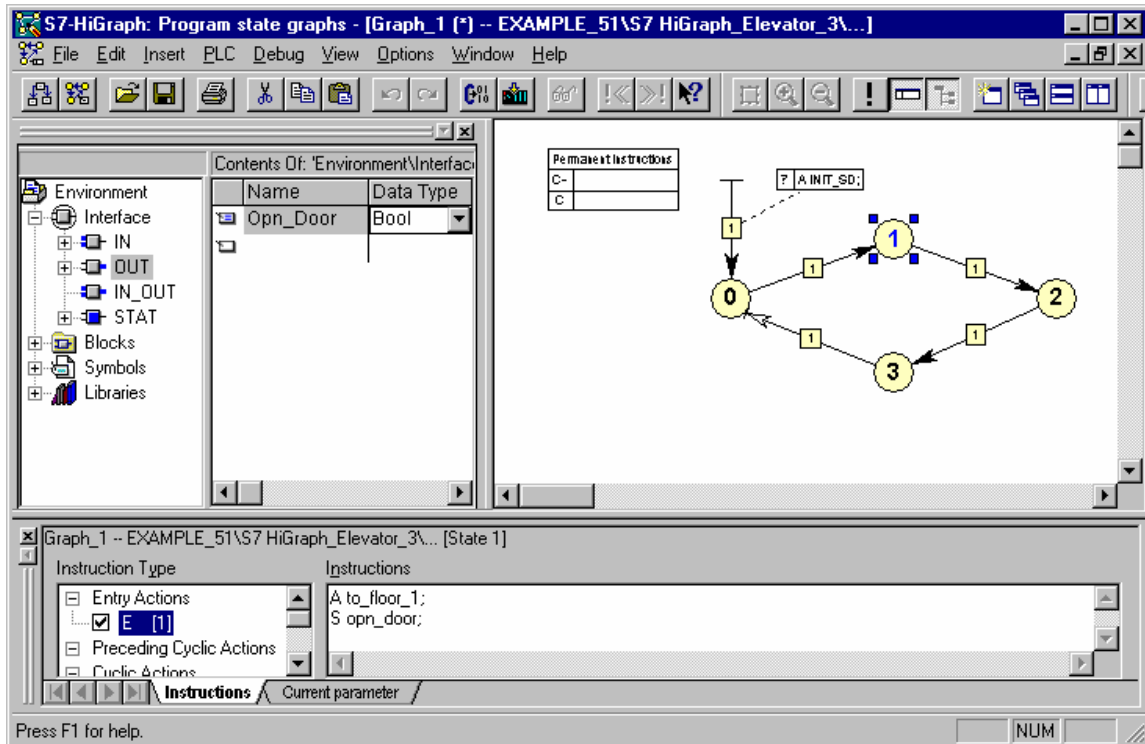 S7-HiGraph: Program state graphs - [Graph_1 (*) -- EXAMPLE_51\S7 HiGraph_Elevator_3\...]
File Edit Insert PLC Debug View Options Window Help
Contents Of: 'Environment\Interfac
Environment
Interface
IN
OUT
IN_OUT
STAT
Blocks
Symbols
Libraries
Name Data Type
Opn_Door Bool
Permanent Instructions
C-
C
? A INIT_SD;
1
1
1
1
1
0
1
2
3
Graph_1 -- EXAMPLE_51\S7 HiGraph_Elevator_3\... [State 1]
Instruction Type
Entry Actions
E [1]
Preceding Cyclic Actions
Cyclic Actions
Instructions
A to_floor_1;
S opn_door;
Instructions Current parameter
Press F1 for help. NUM